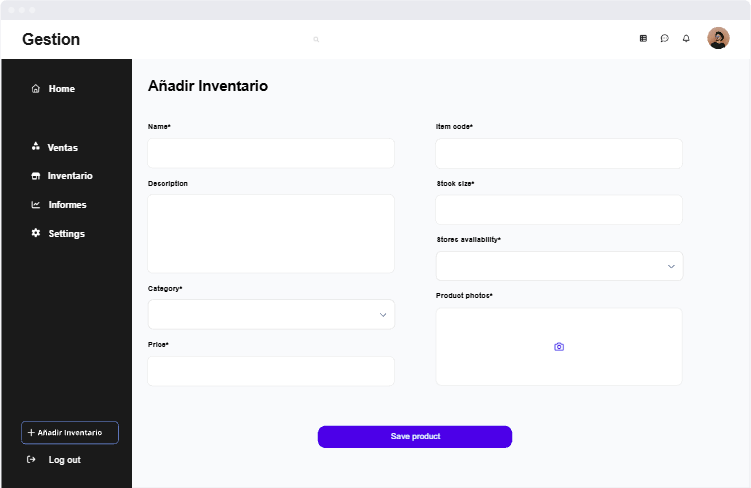 Gestion
Home
Ventas
Inventario
Informes
Settings
+ Añadir Inventario
Log out
Añadir Inventario
Name*
Description
Category*
Price*
Item code*
Stock size*
Stores availability*
Product photos*
Save product